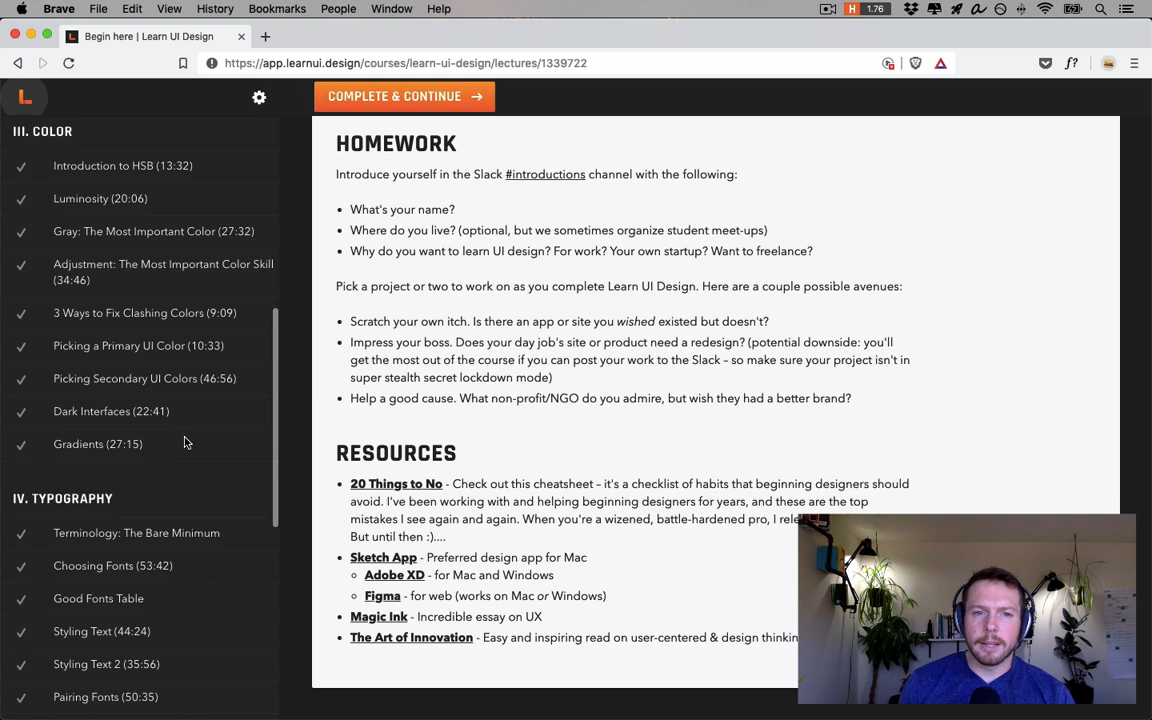 Brave File Edit View History Bookmarks People Window Help
H 1.76
Begin here | Learn UI Design
https://app.learnui.design/courses/learn-ui-design/lectures/1339722
f?
COMPLETE & CONTINUE →
III. COLOR
Introduction to HSB (13:32)
Luminosity (20:06)
Gray: The Most Important Color (27:32)
Adjustment: The Most Important Color Skill
(34:46)
3 Ways to Fix Clashing Colors (9:09)
Picking a Primary UI Color (10:33)
Picking Secondary UI Colors (46:56)
Dark Interfaces (22:41)
Gradients (27:15)
IV. TYPOGRAPHY
Terminology: The Bare Minimum
Choosing Fonts (53:42)
Good Fonts Table
Styling Text (44:24)
Styling Text 2 (35:56)
Pairing Fonts (50:35)
HOMEWORK
Introduce yourself in the Slack #introductions channel with the following:
• What's your name?
• Where do you live? (optional, but we sometimes organize student meet-ups)
• Why do you want to learn UI design? For work? Your own startup? Want to freelance?
Pick a project or two to work on as you complete Learn UI Design. Here are a couple possible avenues:
• Scratch your own itch. Is there an app or site you wished existed but doesn't?
• Impress your boss. Does your day job's site or product need a redesign? (potential downside: you'll
get the most out of the course if you can post your work to the Slack – so make sure your project isn't in
super stealth secret lockdown mode)
• Help a good cause. What non-profit/NGO do you admire, but wish they had a better brand?
RESOURCES
• 20 Things to No - Check out this cheatsheet – it's a checklist of habits that beginning designers should
avoid. I've been working with and helping beginning designers for years, and these are the top
mistakes I see again and again. When you're a wizened, battle-hardened pro, I
But until then :)....
• Sketch App - Preferred design app for Mac
Adobe XD - for Mac and Windows
Figma - for web (works on Mac or Windows)
• Magic Ink - Incredible essay on UX
• The Art of Innovation - Easy and inspiring read on user-centered & design